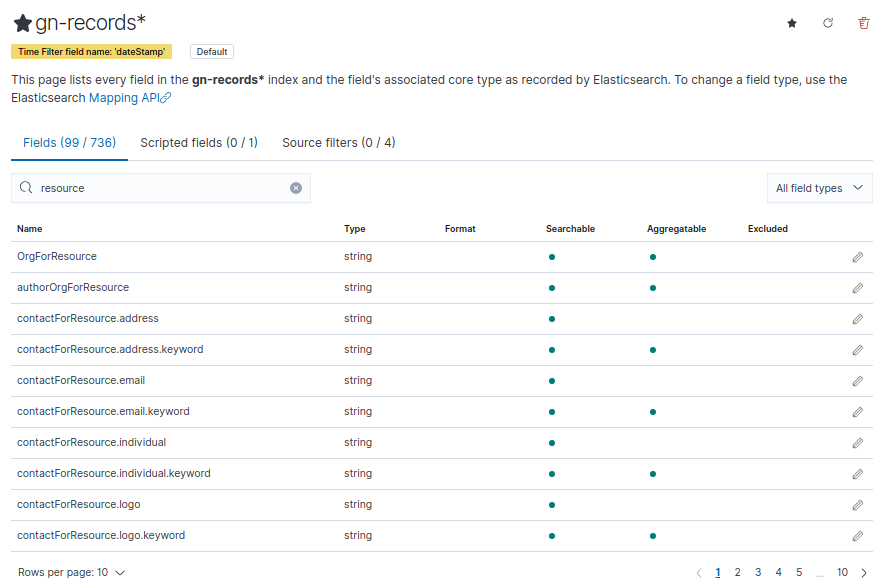 gn-records*
Time Filter field name: 'dateStamp' Default
This page lists every field in the gn-records* index and the field's associated core type as recorded by Elasticsearch. To change a field type, use the
Elasticsearch Mapping API
Fields (99 / 736) Scripted fields (0 / 1) Source filters (0 / 4)
resource All field types
Name Type Format Searchable Aggregatable Excluded
OrgForResource string
authorOrgForResource string
contactForResource.address string
contactForResource.address.keyword string
contactForResource.email string
contactForResource.email.keyword string
contactForResource.individual string
contactForResource.individual.keyword string
contactForResource.logo string
contactForResource.logo.keyword string
Rows per page: 10 1 2 3 4 5 ... 10